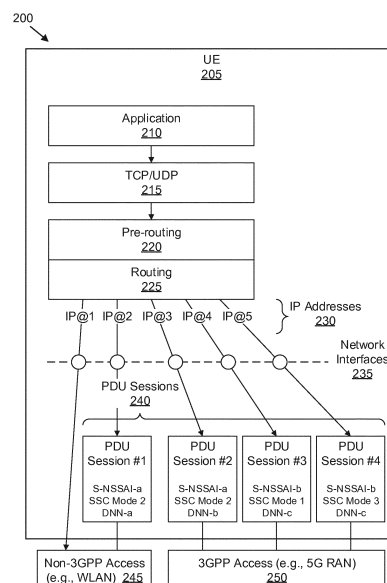 200
UE
205
Application
210
TCP/UDP
215
Pre-routing
220
Routing
225
IP@1 IP@2 IP@3 IP@4 IP@5
IP Addresses
230
Network
Interfaces
235
PDU Sessions
240
PDU
Session #1
S-NSSAI-a
SSC Mode 2
DNN-a
PDU
Session #2
S-NSSAI-a
SSC Mode 2
DNN-b
PDU
Session #3
S-NSSAI-b
SSC Mode 1
DNN-c
PDU
Session #4
S-NSSAI-b
SSC Mode 3
DNN-c
Non-3GPP Access
(e.g., WLAN) 245
3GPP Access (e.g., 5G RAN)
250